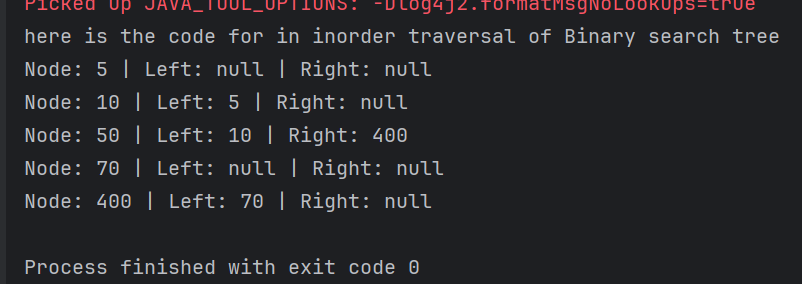 Picked up JAVA_TOOL_OPTIONS: -Dlog4j2.formatMsgNoLookups=true
here is the code for in inorder traversal of Binary search tree
Node: 5 | Left: null | Right: null
Node: 10 | Left: 5 | Right: null
Node: 50 | Left: 10 | Right: 400
Node: 70 | Left: null | Right: null
Node: 400 | Left: 70 | Right: null
Process finished with exit code 0